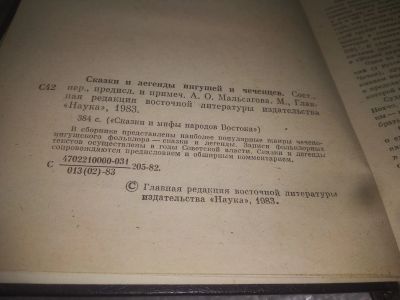 Сказки и легенды ингушей и чеченцев. Сост.,
С42 пер., предисл. и примеч. А. О. Мальсагова. М., Глав-
ная редакция восточной литературы издательства
«Наука», 1983.
384 с. («Сказки и мифы народов Востока»)
В сборнике представлены наиболее популярные жанры чечено-
ингушского фольклора — сказки и легенды. Записи фольклорных
текстов осуществлены в годы Советской власти. Сказки и легенды
сопровождаются предисловием и обширным комментарием.
С 4702210000-031 205-82.
013(02)-83
© Главная редакция восточной литературы
издательства «Наука», 1983.